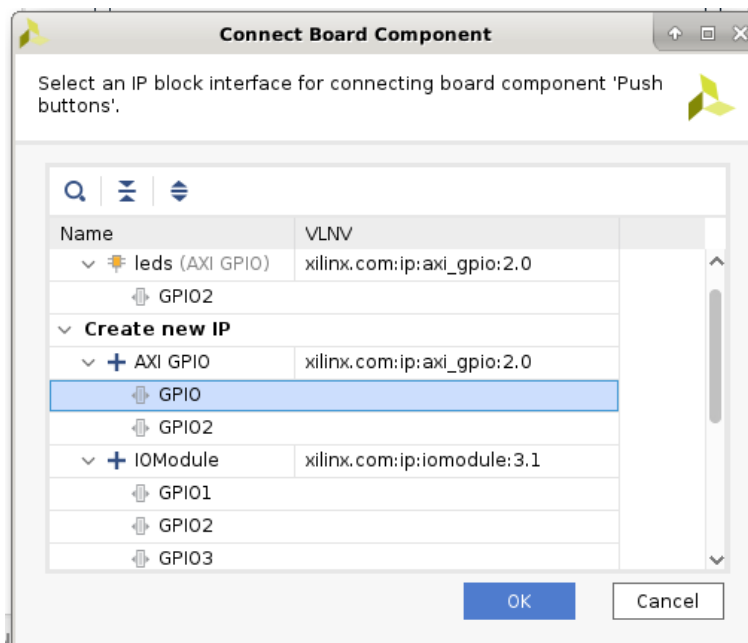 Connect Board Component
Select an IP block interface for connecting board component 'Push
buttons'.
Name VLNV
leds (AXI GPIO) xilinx.com:ip:axi_gpio:2.0
GPIO2
Create new IP
AXI GPIO xilinx.com:ip:axi_gpio:2.0
GPIO
GPIO2
IOModule xilinx.com:ip:iomodule:3.1
GPIO1
GPIO2
GPIO3
OK Cancel